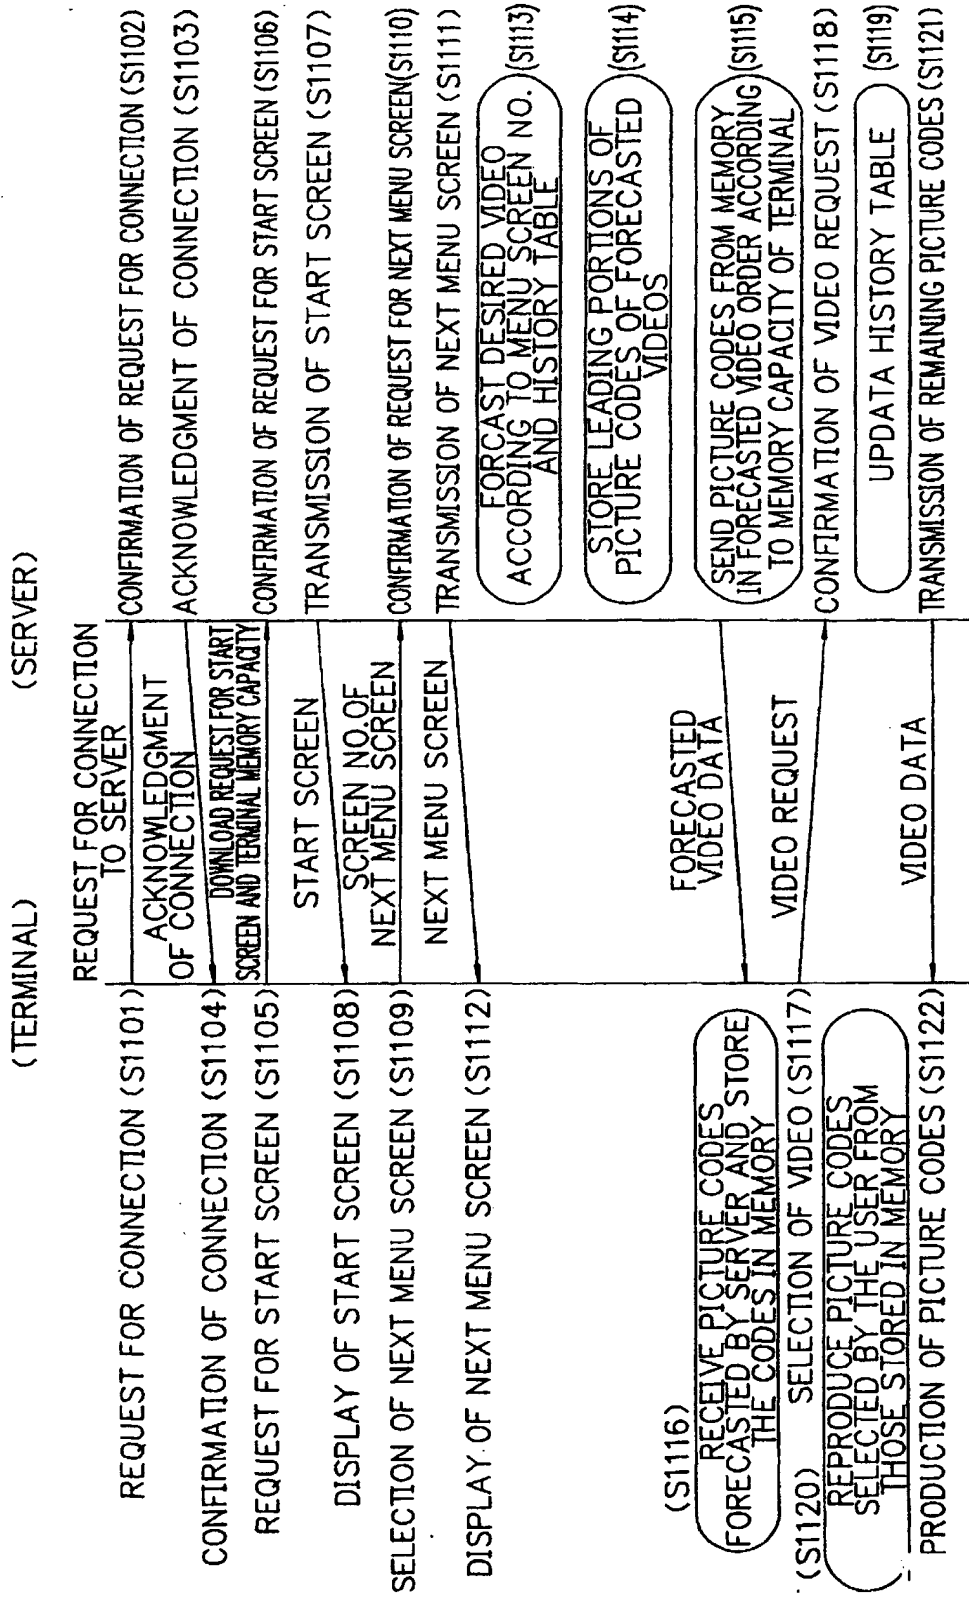 (TERMINAL)
(SERVER)
REQUEST FOR CONNECTION (S1101)
REQUEST FOR CONNECTION
TO SERVER
CONFIRMATION OF REQUEST FOR CONNECTION (S1102)
ACKNOWLEDGMENT
OF CONNECTION
ACKNOWLEDGMENT OF CONNECTION (S1103)
CONFIRMATION OF CONNECTION (S1104)
REQUEST FOR START SCREEN (S1105)
DOWNLOAD REQUEST FOR START
SCREEN AND TERMINAL MEMORY CAPACITY
CONFIRMATION OF REQUEST FOR START SCREEN (S1106)
START SCREEN
TRANSMISSION OF START SCREEN (S1107)
DISPLAY OF START SCREEN (S1108)
SELECTION OF NEXT MENU SCREEN (S1109)
SCREEN NO.OF
NEXT MENU SCREEN
CONFIRMATION OF REQUEST FOR NEXT MENU SCREEN(S1110)
NEXT MENU SCREEN
TRANSMISSION OF NEXT MENU SCREEN (S1111)
DISPLAY OF NEXT MENU SCREEN (S1112)
FORCAST DESIRED VIDEO
ACCORDING TO MENU SCREEN NO.
AND HISTORY TABLE
(S1113)
STORE LEADING PORTIONS OF
PICTURE CODES OF FORECASTED
VIDEOS
(S1114)
SEND PICTURE CODES FROM MEMORY
IN FORECASTED VIDEO ORDER ACCORDING
TO MEMORY CAPACITY OF TERMINAL
(S1115)
FORECASTED
VIDEO DATA
(S1116)
RECEIVE PICTURE CODES
FORECASTED BY SERVER AND STORE
THE CODES IN MEMORY
SELECTION OF VIDEO (S1117)
VIDEO REQUEST
CONFIRMATION OF VIDEO REQUEST (S1118)
UPDATA HISTORY TABLE
(S1119)
(S1120)
REPRODUCE PICTURE CODES
SELECTED BY THE USER FROM
THOSE STORED IN MEMORY
VIDEO DATA
TRANSMISSION OF REMAINING PICTURE CODES (S1121)
PRODUCTION OF PICTURE CODES (S1122)